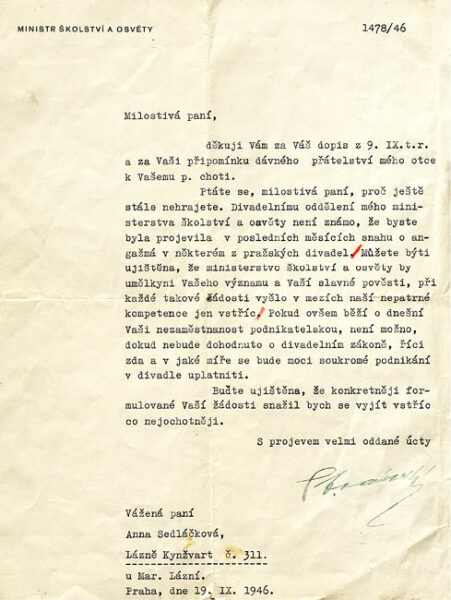 MINISTR ŠKOLSTVÍ A OSVĚTY
1478/46
Milostivá paní,
děkuji Vám za Váš dopis z 9. IX.t.r.
a za Vaši připomínku dávného přátelství mého otce
k Vašemu p. choti.
Ptáte se, milostivá paní, proč ještě
stále nehrajete. Divadelnímu oddělení mého mini-
sterstva školství a osvěty není známo, že byste
byla projevila v posledních měsících snahu o an-
gažmá v některém z pražských divadel. Můžete býti
ujištěna, že ministerstvo školství a osvěty by
umělkyni Vašeho významu a Vaší slavné pověsti, při
každé takové žádosti vyšlo v mezích naší nepatrné
kompetence jen vstříc. Pokud ovšem běží o dnešní
Vaši nezaměstnanost podnikatelskou, není možno,
dokud nebude dohodnuto o divadelním zákoně, říci
zda a v jaké míře se bude moci soukromé podnikání
v divadle uplatniti.
Buďte ujištěna, že konkretněji for-
mulované Vaší žádosti snažil bych se vyjít vstříc
co nejochotněji.
S projevem velmi oddané úcty
Stránský
Vážená paní
Anna Sedláčková,
Lázně Kynžvart č. 311.
u Mar. Lázní.
Praha, dne 19. IX. 1946.